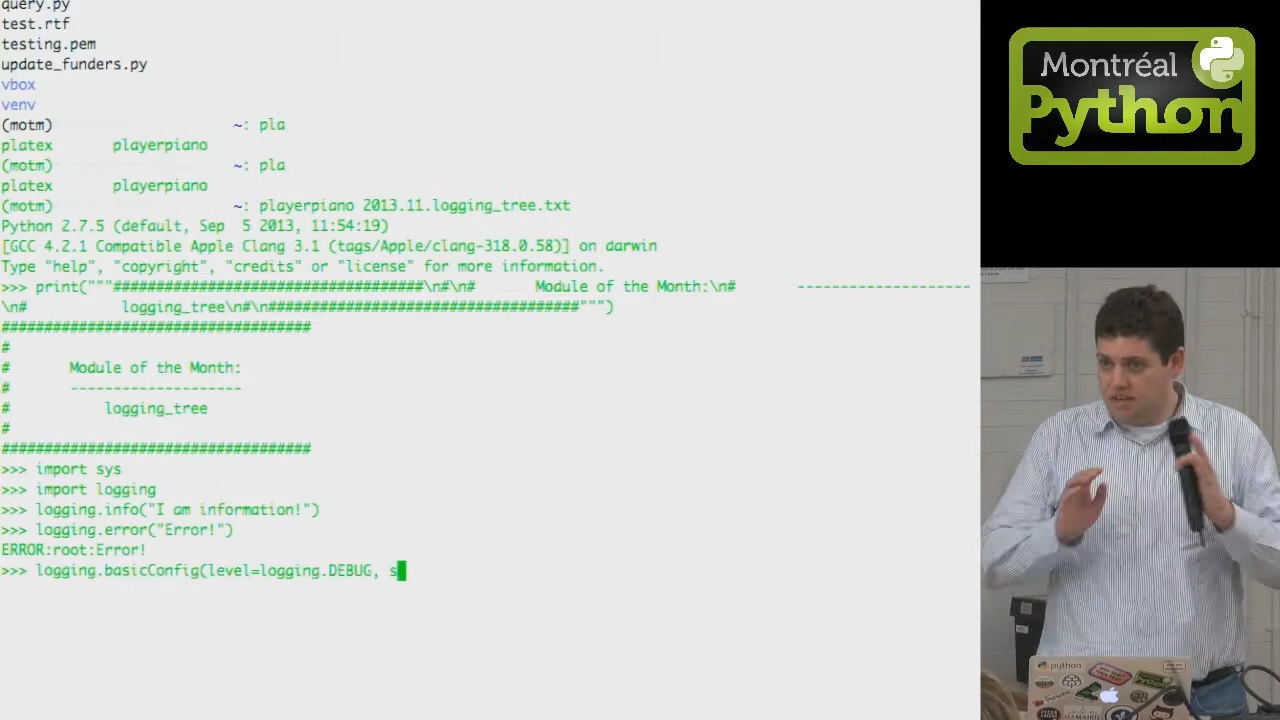 query.py
test.rtf
testing.pem
update_funders.py
vbox
venv
(motm) ~: pla
platex playerpiano
(motm) ~: pla
platex playerpiano
(motm) ~: playerpiano 2013.11.logging_tree.txt
Python 2.7.5 (default, Sep 5 2013, 11:54:19)
[GCC 4.2.1 Compatible Apple Clang 3.1 (tags/Apple/clang-318.0.58)] on darwin
Type "help", "copyright", "credits" or "license" for more information.
>>> print("""####################################\n#\n# Module of the Month:\n# --------------------
\n# logging_tree\n#\n####################################""")
####################################
#
# Module of the Month:
# --------------------
# logging_tree
#
####################################
>>> import sys
>>> import logging
>>> logging.info("I am information!")
>>> logging.error("Error!")
ERROR:root:Error!
>>> logging.basicConfig(level=logging.DEBUG, s
Montréal
Python
python